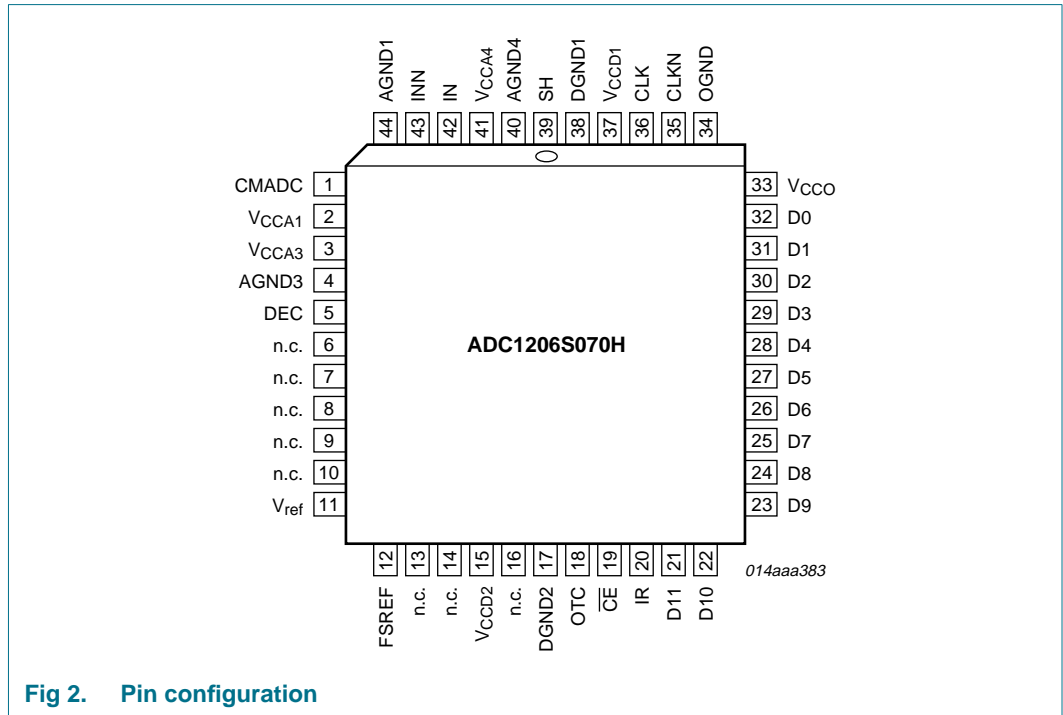 AGND1
INN
IN
VCCA4
AGND4
SH
DGND1
VCCD1
CLK
CLKN
OGND
44
43
42
41
40
39
38
37
36
35
34
CMADC 1
VCCA1 2
VCCA3 3
AGND3 4
DEC 5
n.c. 6
n.c. 7
n.c. 8
n.c. 9
n.c. 10
Vref 11
ADC1206S070H
33 VCCO
32 D0
31 D1
30 D2
29 D3
28 D4
27 D5
26 D6
25 D7
24 D8
23 D9
12
13
14
15
16
17
18
19
20
21
22
FSREF
n.c.
n.c.
VCCD2
n.c.
DGND2
OTC
C̅E̅
IR
D11
D10
014aaa383
Fig 2. Pin configuration